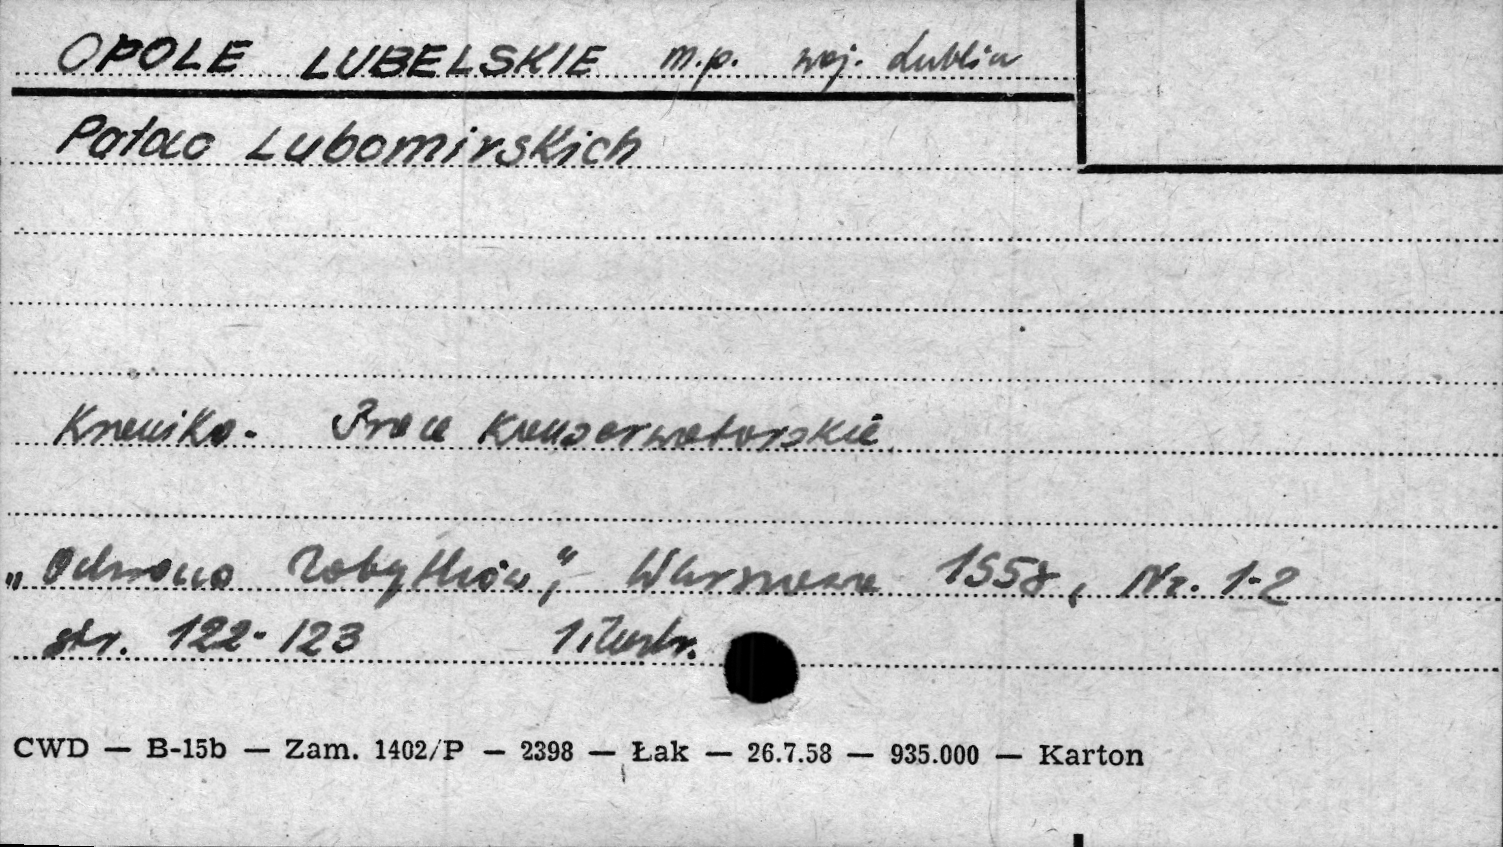 OPOLE LUBELSKIE m.p. woj. Lublin
Pałac Lubomirskich
Kronika. Prace konserwatorskie
„Ochrona Zabytków", Warszawa 1958, Nr. 1-2
str. 122-123 1 ilustr.
CWD — B-15b — Zam. 1402/P — 2398 — Łak — 26.7.58 — 935.000 — Karton